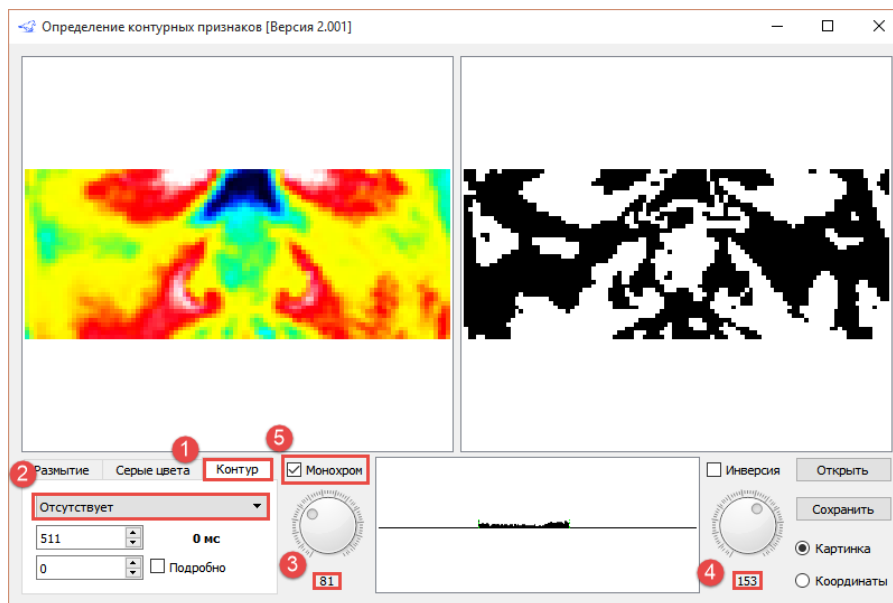 Определение контурных признаков [Версия 2.001]
1
5
2
Размытие Серые цвета Контур
Монохром
Инверсия
Открыть
Отсутствует
Сохранить
511
0 мс
Картинка
3
4
0
Подробно
81
153
Координаты